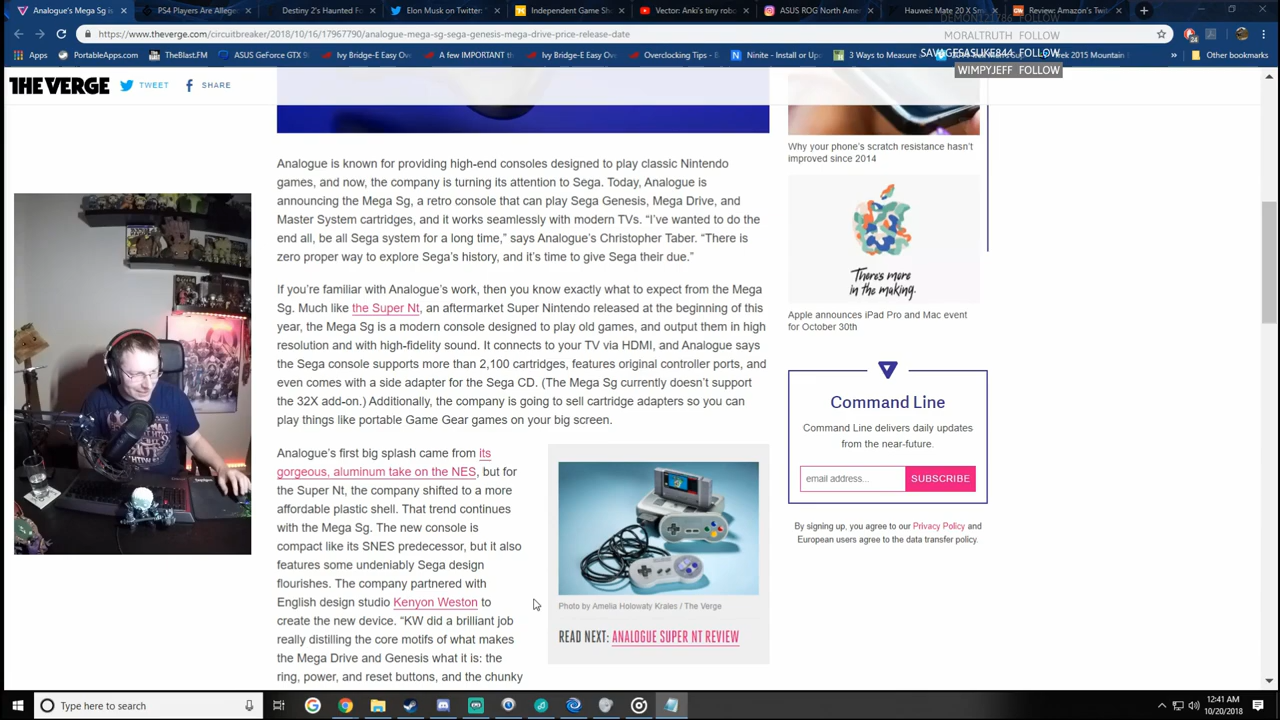 Analogue's Mega Sg is
PS4 Players Are Allege
Destiny 2's Haunted Fo
Elon Musk on Twitter: "
Independent Game Sh
Vector: Anki's tiny robo
ASUS ROG North Amer
Huawei: Mate 20 X Sm
Review: Amazon's Twit
DEMON121786 FOLLOW
https://www.theverge.com/circuitbreaker/2018/10/16/17967790/analogue-mega-sg-sega-genesis-mega-drive-price-release-date
MORALTRUTH FOLLOW
Apps
PortableApps.com
TheBlast.FM
ASUS GeForce GTX 9
Ivy Bridge-E Easy Ove
A few IMPORTANT th
Ivy Bridge-E Easy Ove
Overclocking Tips - B
Ninite - Install or Up
3 Ways to Measure
Trek 2015 Mountain
»
Other bookmarks
SAVAGESASUKE844 FOLLOW
WIMPYJEFF FOLLOW
THE VERGE
TWEET
SHARE
Analogue is known for providing high-end consoles designed to play classic Nintendo
games, and now, the company is turning its attention to Sega. Today, Analogue is
announcing the Mega Sg, a retro console that can play Sega Genesis, Mega Drive, and
Master System cartridges, and it works seamlessly with modern TVs. “I’ve wanted to do the
end all, be all Sega system for a long time,” says Analogue’s Christopher Taber. “There is
zero proper way to explore Sega’s history, and it’s time to give Sega their due.”
If you’re familiar with Analogue’s work, then you know exactly what to expect from the Mega
Sg. Much like the Super Nt, an aftermarket Super Nintendo released at the beginning of this
year, the Mega Sg is a modern console designed to play old games, and output them in high
resolution and with high-fidelity sound. It connects to your TV via HDMI, and Analogue says
the Sega console supports more than 2,100 cartridges, features original controller ports, and
even comes with a side adapter for the Sega CD. (The Mega Sg currently doesn’t support
the 32X add-on.) Additionally, the company is going to sell cartridge adapters so you can
play things like portable Game Gear games on your big screen.
Analogue’s first big splash came from its
gorgeous, aluminum take on the NES, but for
the Super Nt, the company shifted to a more
affordable plastic shell. That trend continues
with the Mega Sg. The new console is
compact like its SNES predecessor, but it also
features some undeniably Sega design
flourishes. The company partnered with
English design studio Kenyon Weston to
create the new device. “KW did a brilliant job
really distilling the core motifs of what makes
the Mega Drive and Genesis what it is: the
ring, power, and reset buttons, and the chunky
Photo by Amelia Holowaty Krales / The Verge
READ NEXT: ANALOGUE SUPER NT REVIEW
Why your phone’s scratch resistance hasn’t
improved since 2014
There's more
in the making.
Apple announces iPad Pro and Mac event
for October 30th
Command Line
Command Line delivers daily updates
from the near-future.
email address...
SUBSCRIBE
By signing up, you agree to our Privacy Policy and
European users agree to the data transfer policy.
Type here to search
12:41 AM
10/20/2018